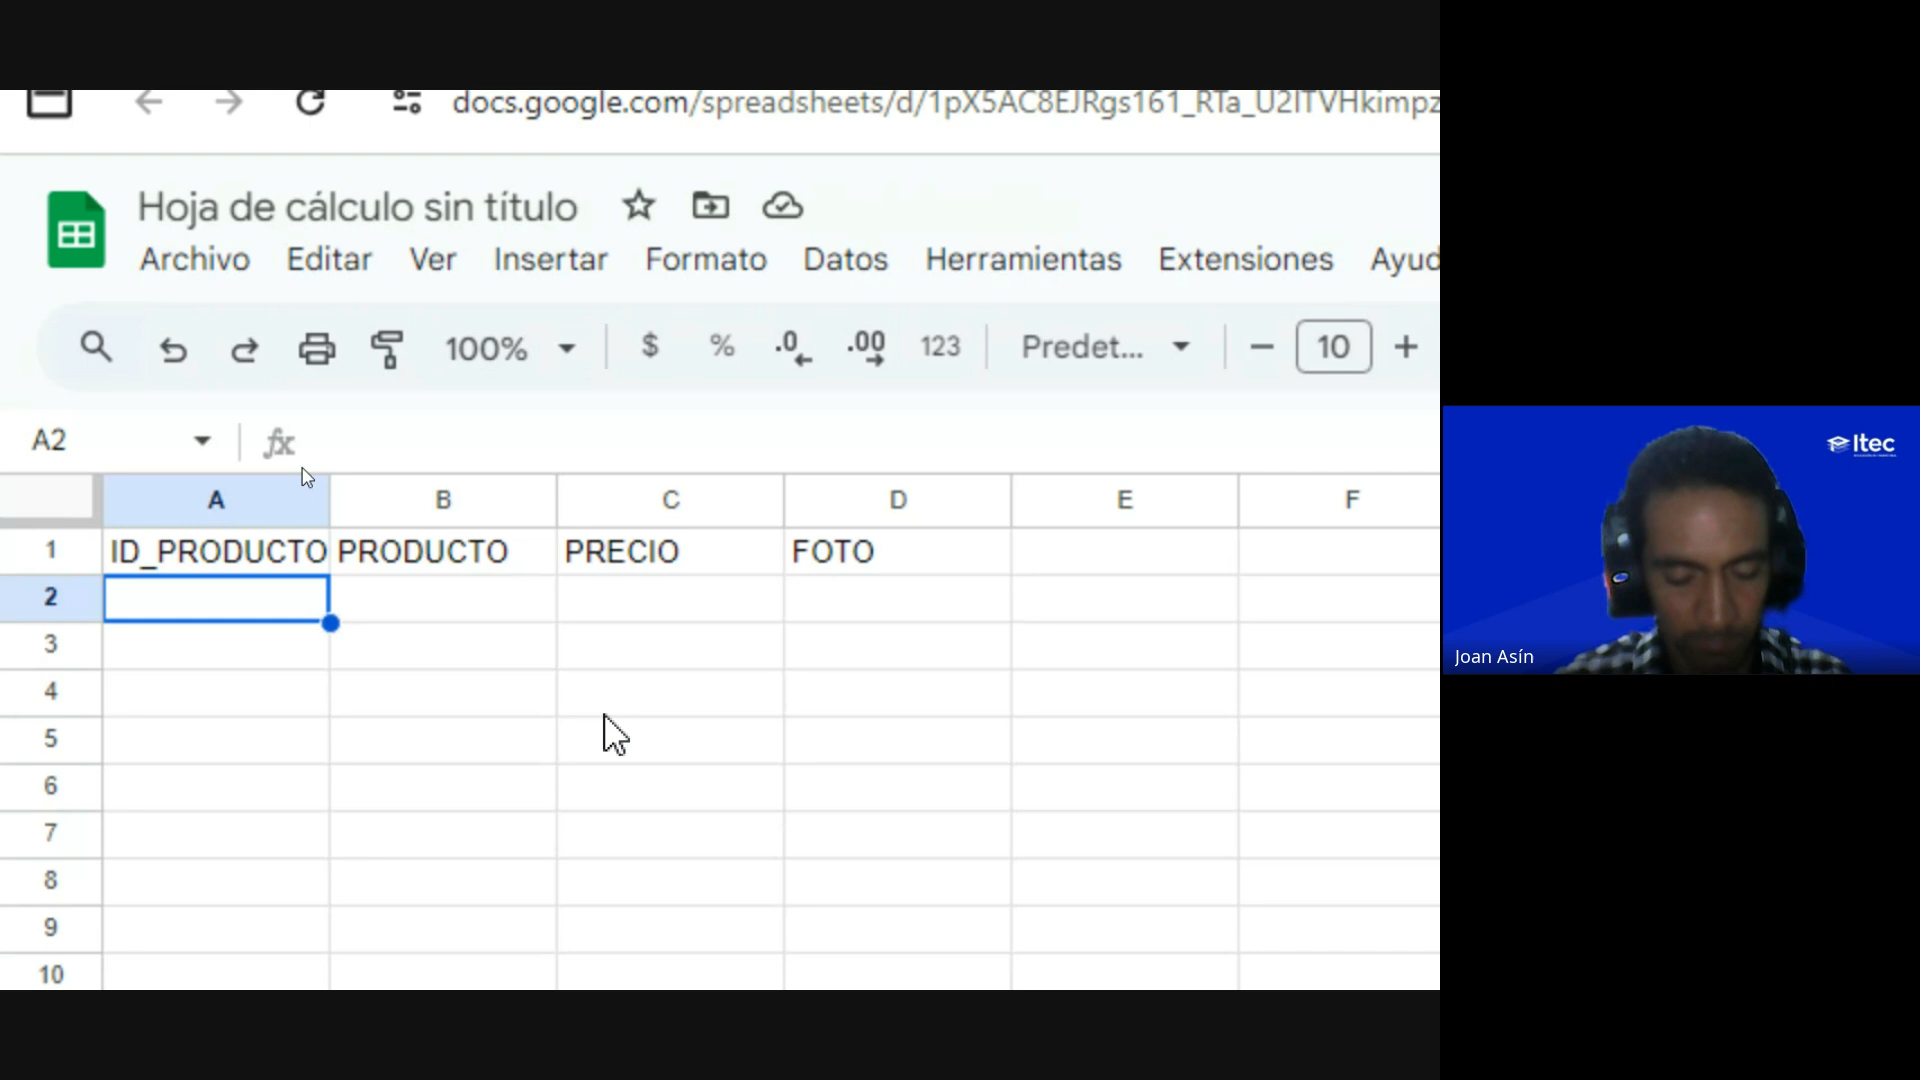 docs.google.com/spreadsheets/d/1pX5AC8EJRgs161_RTa_U2ITVHkimpz
Hoja de cálculo sin título
Archivo Editar Ver Insertar Formato Datos Herramientas Extensiones Ayud
100% $ % .0 .00 123 Predet... − 10 +
A2 fx
A B C D E F
1 ID_PRODUCTO PRODUCTO PRECIO FOTO
2
3
4
5
6
7
8
9
10
Itec
Joan Asín